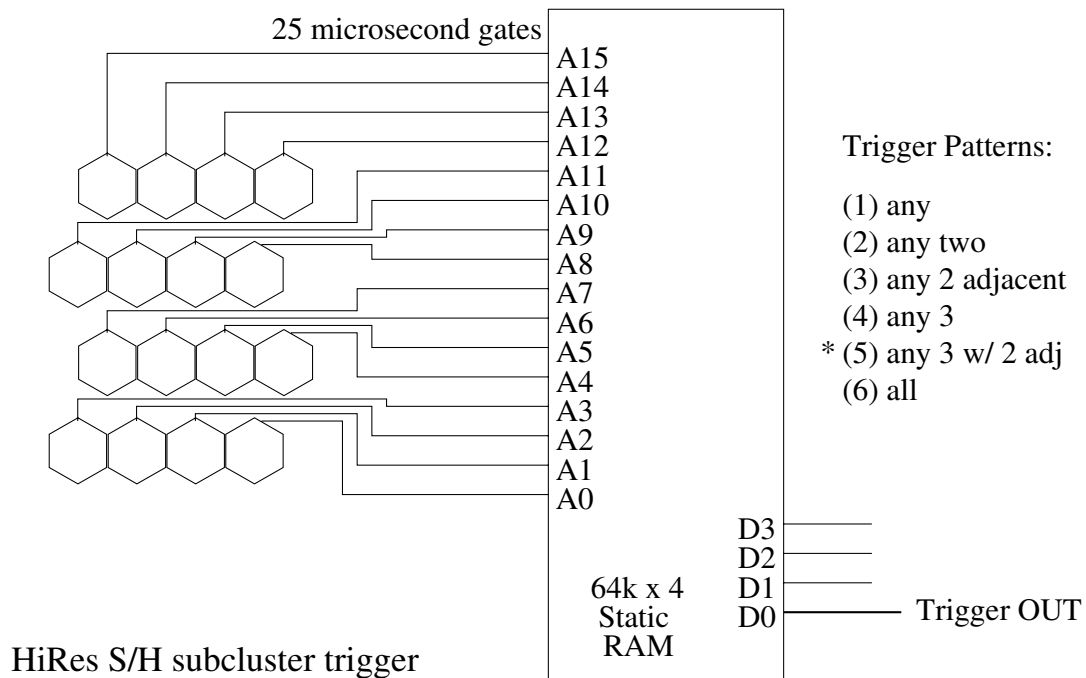 25 microsecond gates
A15
A14
A13
A12
A11
A10
A9
A8
A7
A6
A5
A4
A3
A2
A1
A0
Trigger Patterns:
(1) any
(2) any two
(3) any 2 adjacent
(4) any 3
* (5) any 3 w/ 2 adj
(6) all
D3
D2
D1
D0
Trigger OUT
64k x 4
Static
RAM
HiRes S/H subcluster trigger